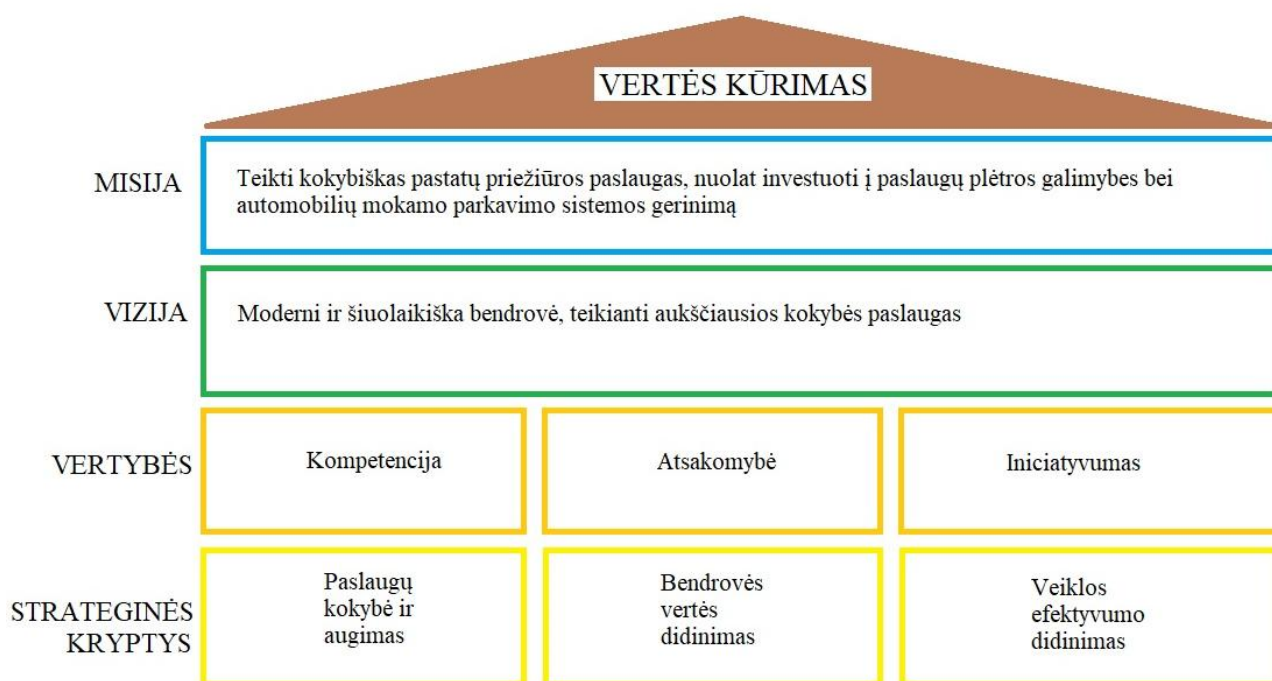 VERTĖS KŪRIMAS
MISIJA
Teikti kokybiškas pastatų priežiūros paslaugas, nuolat investuoti į paslaugų plėtros galimybes bei
automobilių mokamo parkavimo sistemos gerinimą
VIZIJA
Moderni ir šiuolaikiška bendrovė, teikianti aukščiausios kokybės paslaugas
VERTYBĖS
Kompetencija
Atsakomybė
Iniciatyvumas
STRATEGINĖS
KRYPTYS
Paslaugų
kokybė ir
augimas
Bendrovės
vertės
didinimas
Veiklos
efektyvumo
didinimas